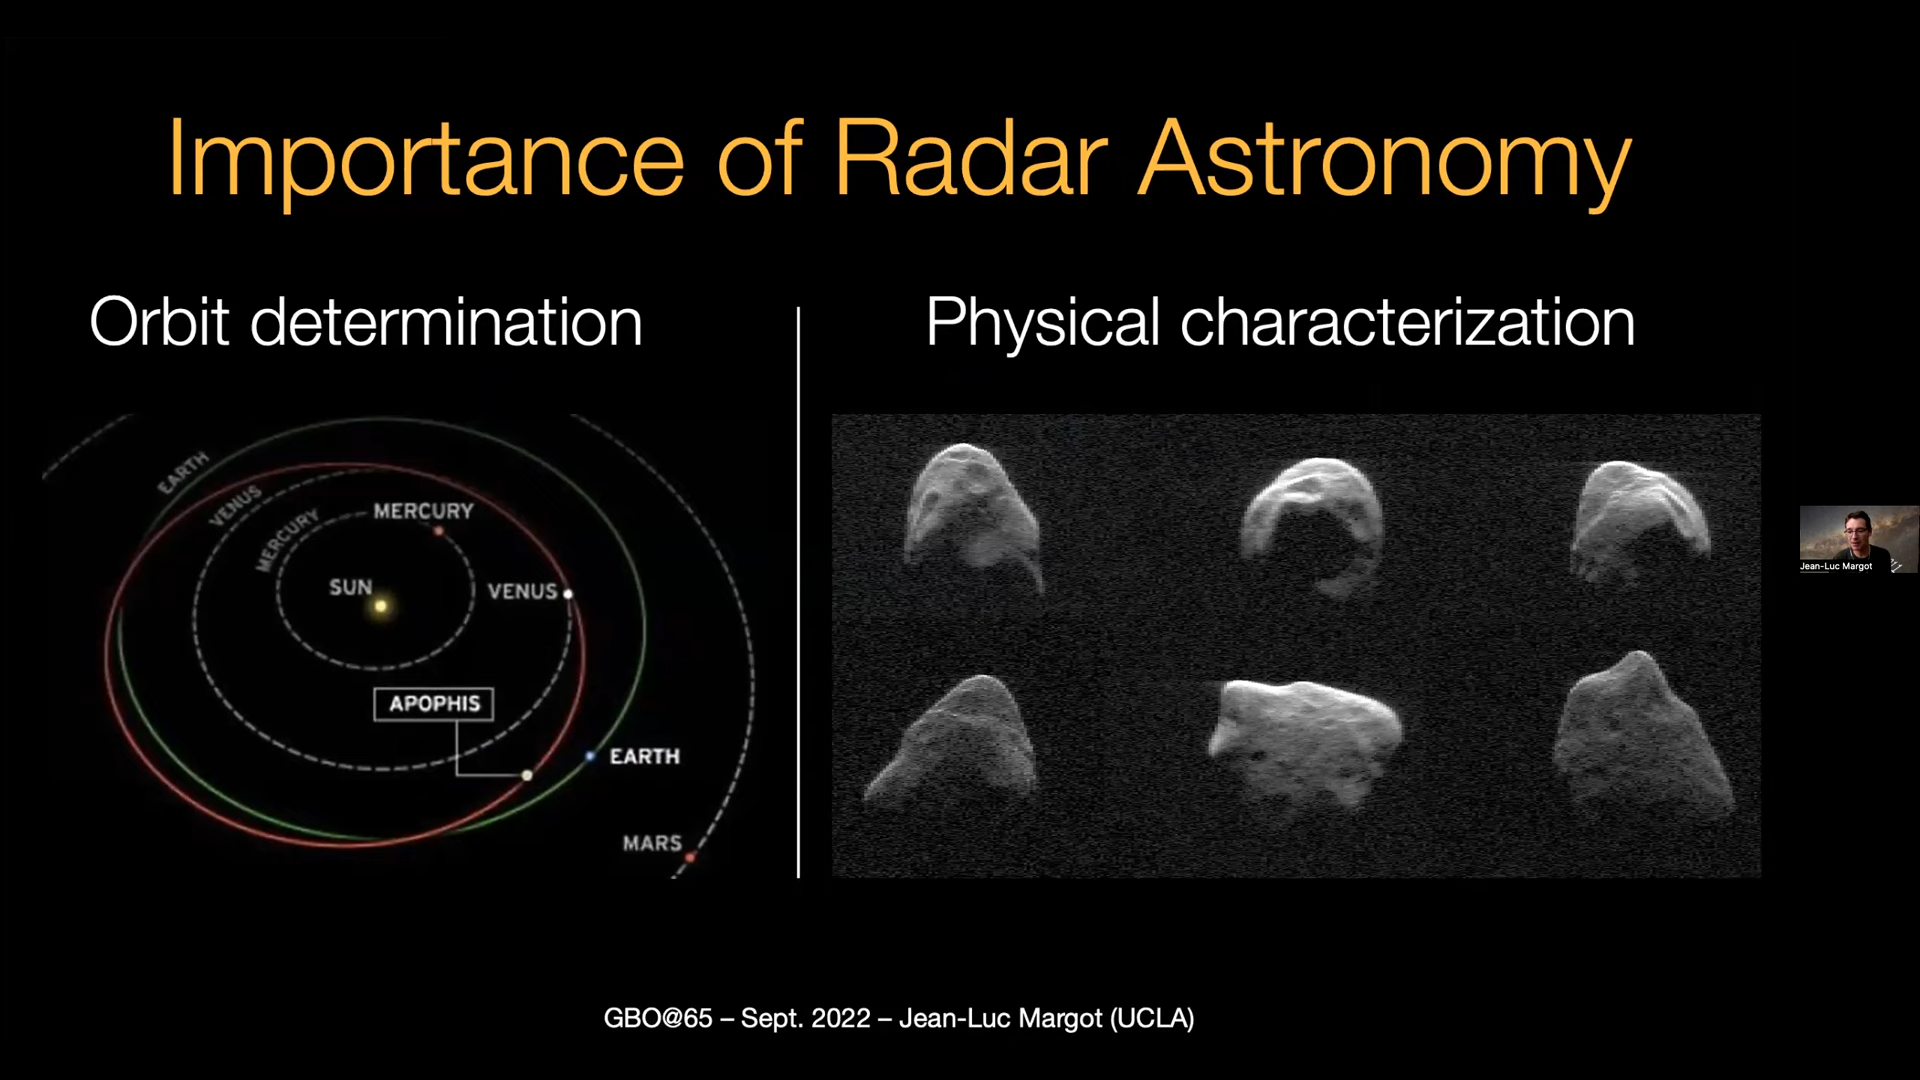 Importance of Radar Astronomy
Orbit determination
Physical characterization
EARTH
VENUS
MERCURY
MERCURY
SUN
VENUS
APOPHIS
EARTH
MARS
Jean-Luc Margot
GBO@65 – Sept. 2022 – Jean-Luc Margot (UCLA)